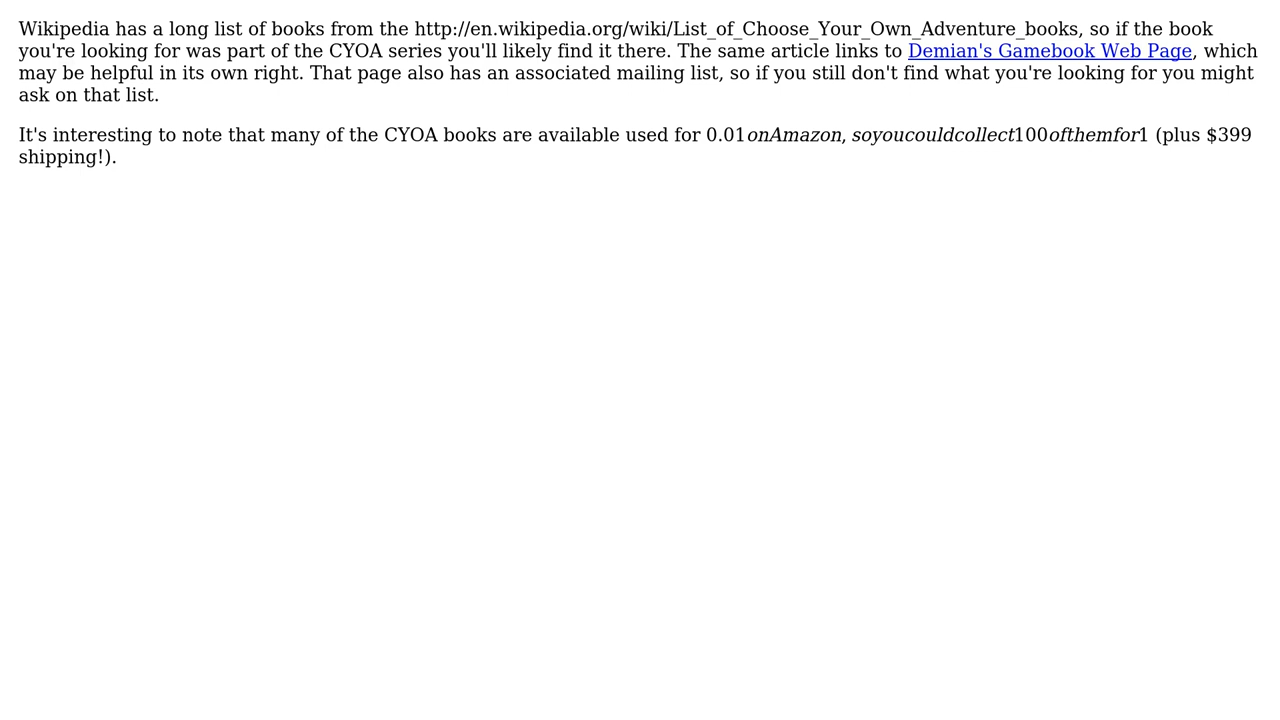 Wikipedia has a long list of books from the http://en.wikipedia.org/wiki/List_of_Choose_Your_Own_Adventure_books, so if the book
you're looking for was part of the CYOA series you'll likely find it there. The same article links to Demian's Gamebook Web Page, which
may be helpful in its own right. That page also has an associated mailing list, so if you still don't find what you're looking for you might
ask on that list.
It's interesting to note that many of the CYOA books are available used for 0.01onAmazon, soyoucouldcollect100ofthemfor1 (plus $399
shipping!).